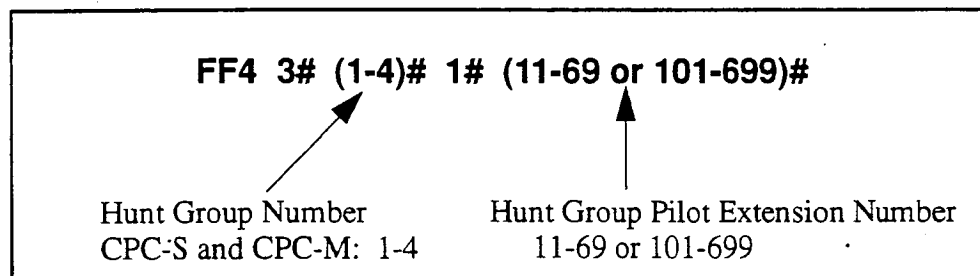 FF4 3# (1-4)# 1# (11-69 or 101-699)#
Hunt Group Number
CPC-S and CPC-M: 1-4
Hunt Group Pilot Extension Number
11-69 or 101-699